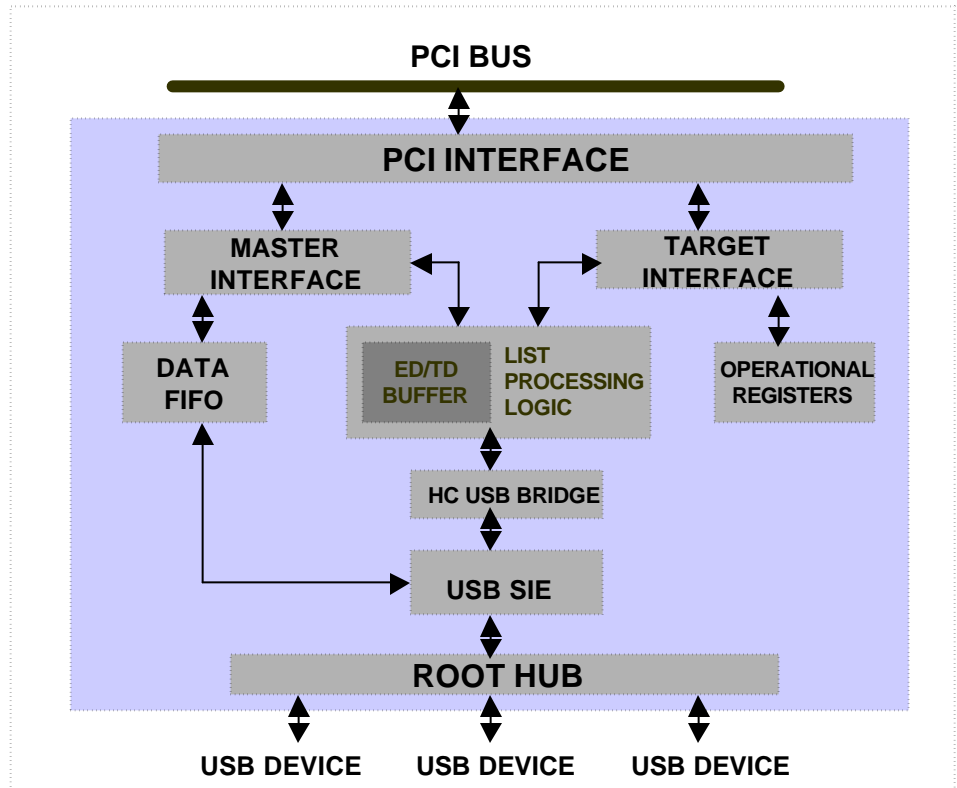 PCI BUS
PCI INTERFACE
MASTER
INTERFACE
TARGET
INTERFACE
DATA
FIFO
ED/TD
BUFFER
LIST
PROCESSING
LOGIC
OPERATIONAL
REGISTERS
HC USB BRIDGE
USB SIE
ROOT HUB
USB DEVICE
USB DEVICE
USB DEVICE